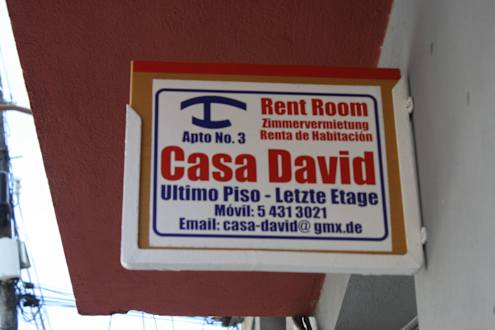 Rent Room
Zimmervermietung
Renta de Habitación
Apto No. 3
Casa David
Ultimo Piso - Letzte Etage
Móvil: 5 431 3021
Email: casa-david@ gmx.de